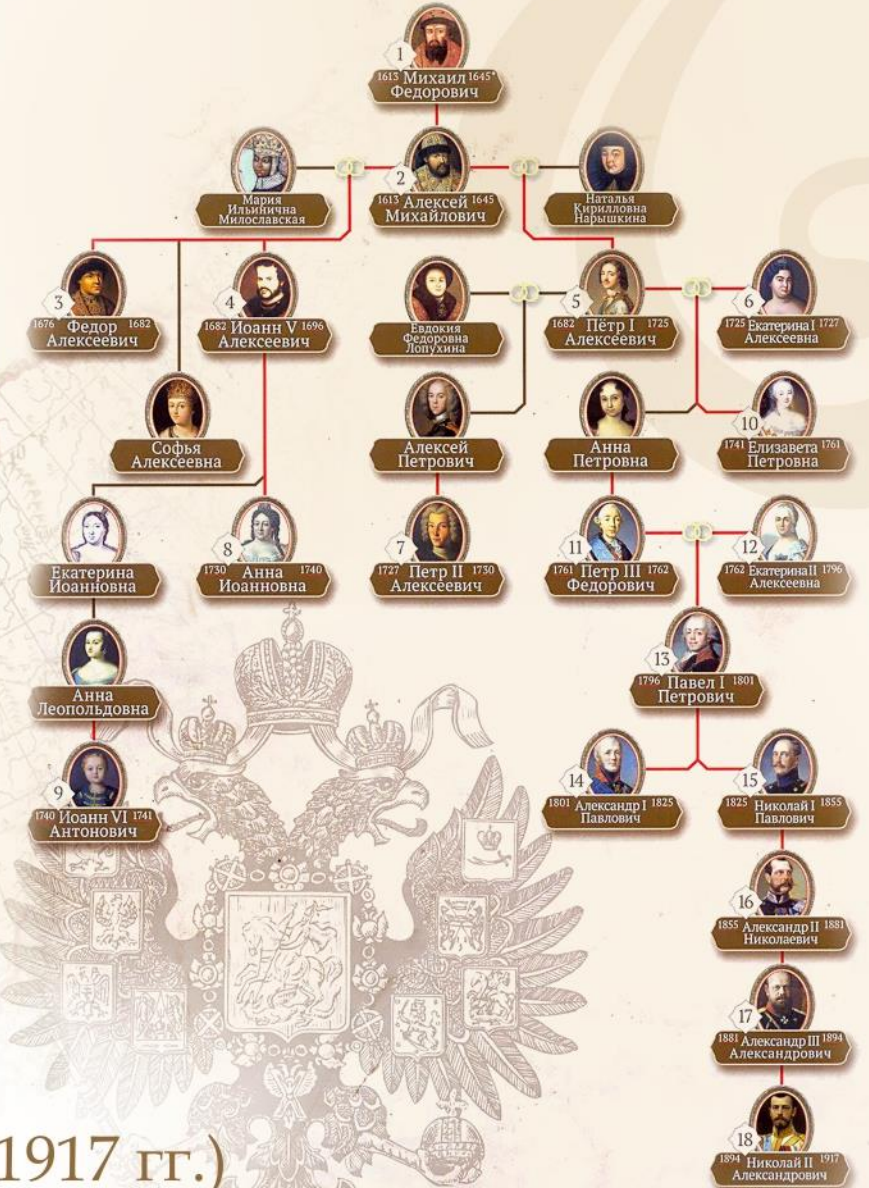 1
1613 Михаил 1645*
Федорович
Мария
Ильинична
Милославская
2
1613 Алексей 1645
Михайлович
Наталья
Кирилловна
Нарышкина
3
1676 Федор 1682
Алексеевич
4
1682 Иоанн V 1696
Алексеевич
Евдокия
Федоровна
Лопухина
5
1682 Пётр I 1725
Алексеевич
6
1725 Екатерина I 1727
Алексеевна
Софья
Алексеевна
Алексей
Петрович
Анна
Петровна
10
1741 Елизавета 1761
Петровна
Екатерина
Иоанновна
8
1730 Анна 1740
Иоанновна
7
1727 Петр II 1730
Алексеевич
11
1761 Петр III 1762
Федорович
12
1762 Екатерина II 1796
Алексеевна
Анна
Леопольдовна
13
1796 Павел I 1801
Петрович
9
1740 Иоанн VI 1741
Антонович
14
1801 Александр I 1825
Павлович
15
1825 Николай I 1855
Павлович
16
1855 Александр II 1881
Николаевич
17
1881 Александр III 1894
Александрович
18
1894 Николай II 1917
Александрович
1917 гг.)